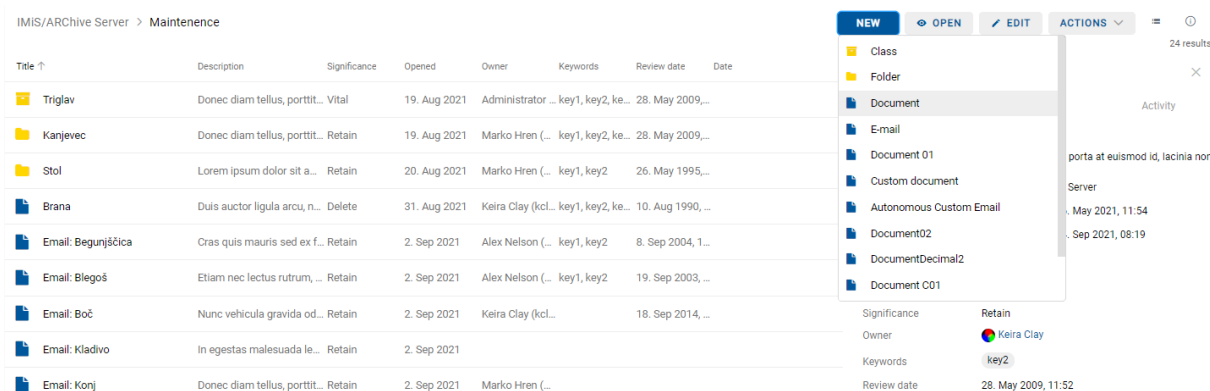 IMiS/ARChive Server > Maintenence
NEW OPEN EDIT ACTIONS
24 results
Title ↑ Description Significance Opened Owner Keywords Review date Date
Triglav Donec diam tellus, porttit... Vital 19. Aug 2021 Administrator ... key1, key2, ke... 28. May 2009,...
Kanjevec Donec diam tellus, porttit... Retain 19. Aug 2021 Marko Hren (... key1, key2, ke... 28. May 2009,...
Stol Lorem ipsum dolor sit a... Retain 20. Aug 2021 Marko Hren (... key1, key2 26. May 1995,...
Brana Duis auctor ligula arcu, n... Delete 31. Aug 2021 Keira Clay (kcl... key1, key2, ke... 10. Aug 1990, ...
Email: Begunjščica Cras quis mauris sed ex f... Retain 2. Sep 2021 Alex Nelson (... key1, key2 8. Sep 2004, 1...
Email: Blegoš Etiam nec lectus rutrum, ... Retain 2. Sep 2021 Alex Nelson (... key1, key2 19. Sep 2003, ...
Email: Boč Nunc vehicula gravida od... Retain 2. Sep 2021 Keira Clay (kcl... 18. Sep 2014, ...
Email: Kladivo In egestas malesuada le... Retain 2. Sep 2021
Email: Konj Donec diam tellus, porttit... Retain 2. Sep 2021 Marko Hren (...
Class
Folder
Document
E-mail
Document 01
Custom document
Autonomous Custom Email
Document02
DocumentDecimal2
Document C01
Activity
porta at euismod id, lacinia nor
Server
. May 2021, 11:54
. Sep 2021, 08:19
Significance Retain
Owner Keira Clay
Keywords key2
Review date 28. May 2009, 11:52